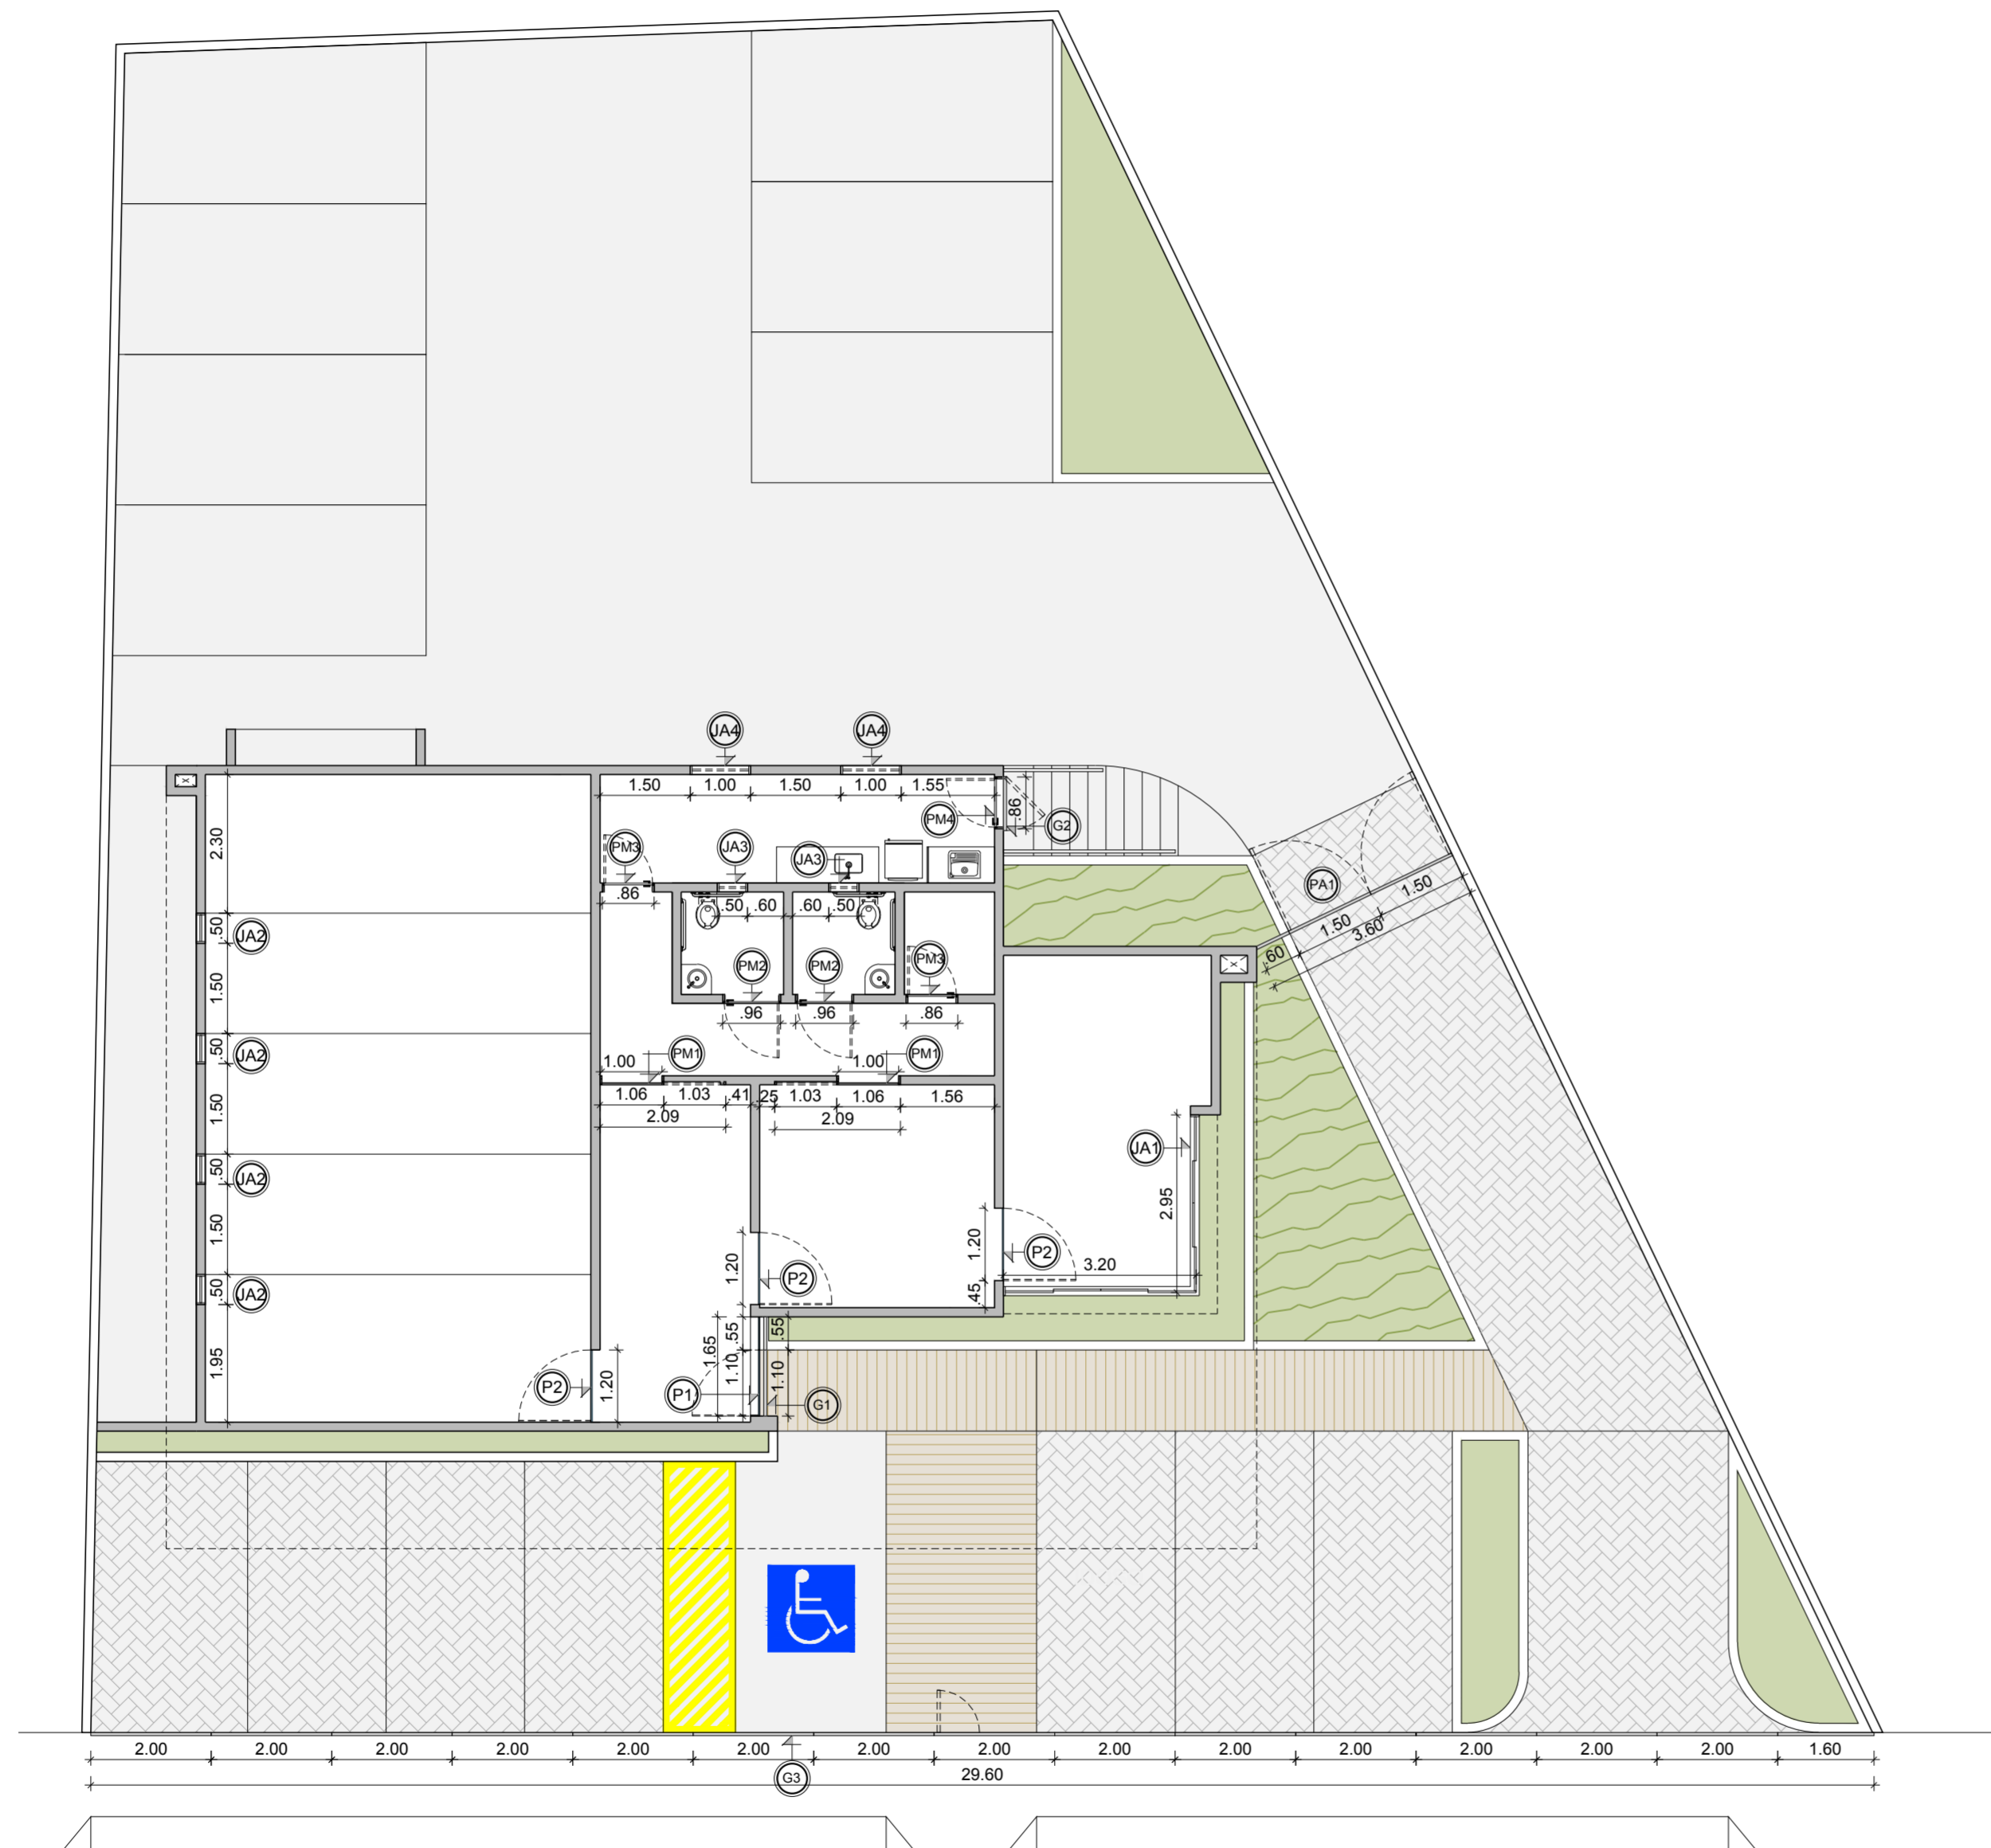 JA4
JA4
1.50
1.00
1.50
1.00
1.55
.86
PM4
G2
2.30
PM3
JA3
JA3
.86
PA1
1.50
1.50
3.60
.60
.50
.60
.60
.50
.50
JA2
PM2
PM2
PM3
1.50
.96
.96
.86
.50
JA2
1.00
PM1
1.00
PM1
1.06
1.03
.41
.25
1.03
1.06
1.56
2.09
2.09
1.50
JA1
.50
JA2
2.95
1.50
1.20
1.20
P2
P2
3.20
.50
JA2
.45
1.95
1.65
.55
.55
1.10
1.10
P2
1.20
P1
G1
2.00
2.00
2.00
2.00
2.00
2.00
2.00
2.00
2.00
2.00
2.00
2.00
2.00
2.00
1.60
29.60
G3